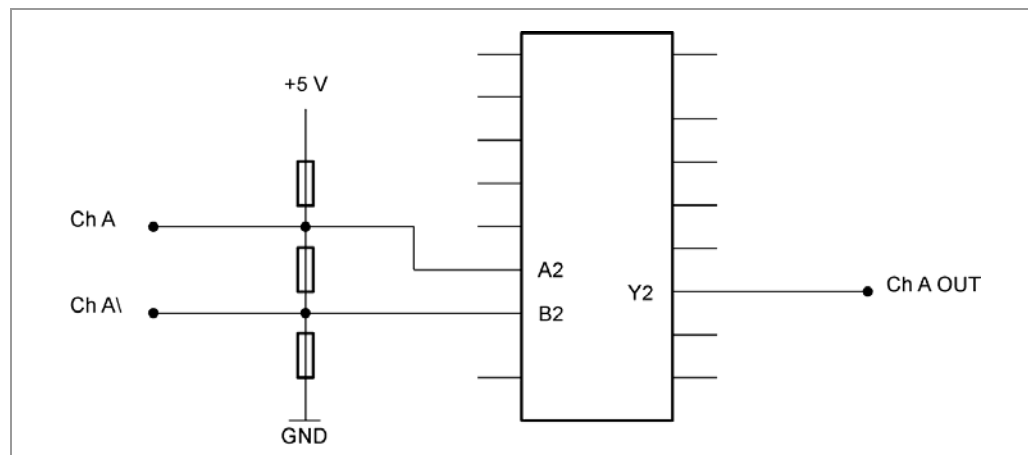 +5 V
Ch A
A2
Ch A\
B2
Y2
Ch A OUT
GND